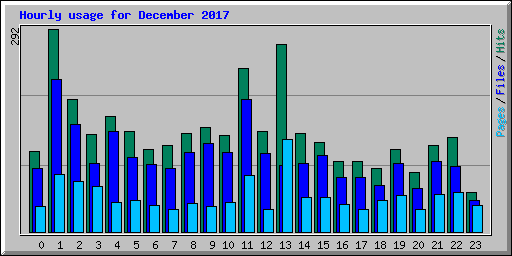 Hourly usage for December 2017
292
Pages / Files / Hits
0 1 2 3 4 5 6 7 8 9 10 11 12 13 14 15 16 17 18 19 20 21 22 23